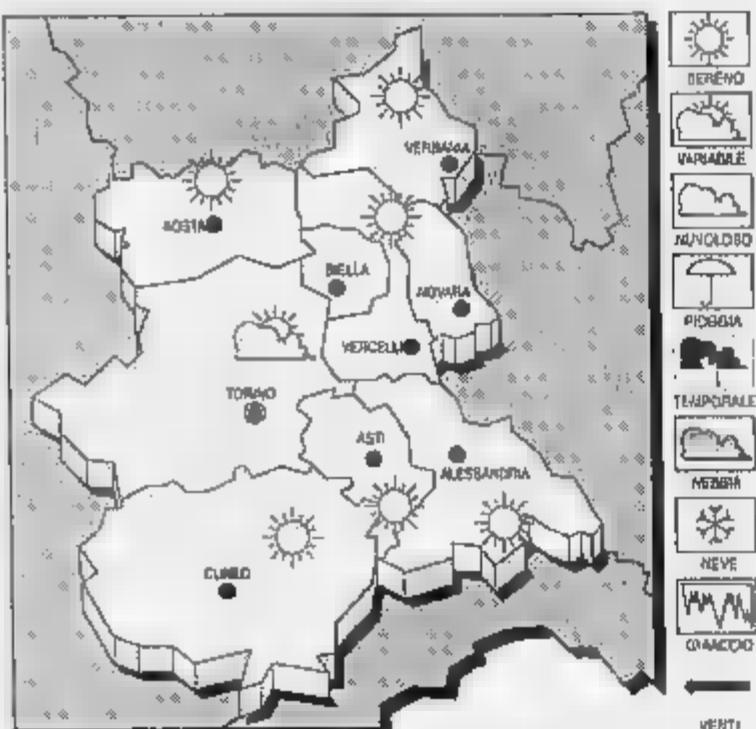 VERBANIA
AOSTA
BIELLA
NOVARA
VERCELLI
TORINO
ASTI
ALESSANDRIA
CUNEO
SERENO
VARIABILE
NUVOLOSO
PIOGGIA
TEMPORALE
NEBBIA
NEVE
GHIACCIO
VENTI